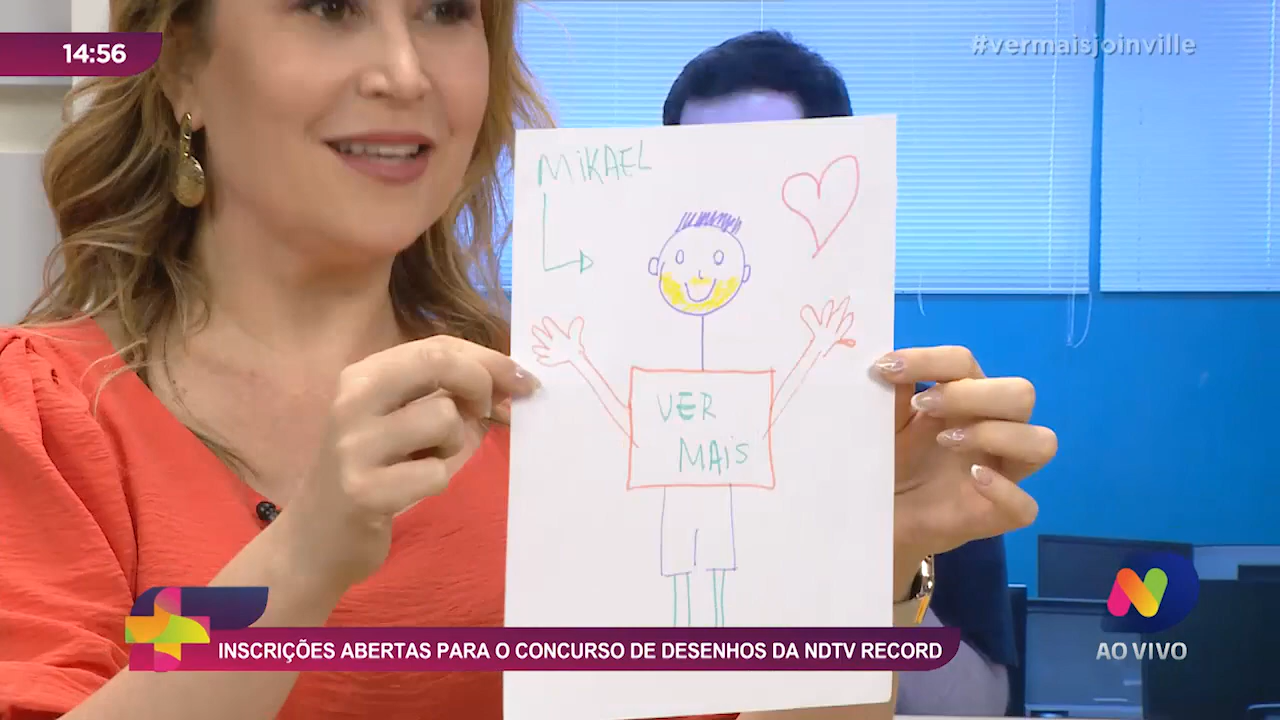 14:56
#vermaisjoinville
MIKAEL
VER
MAIS
INSCRIÇÕES ABERTAS PARA O CONCURSO DE DESENHOS DA NDTV RECORD
AO VIVO